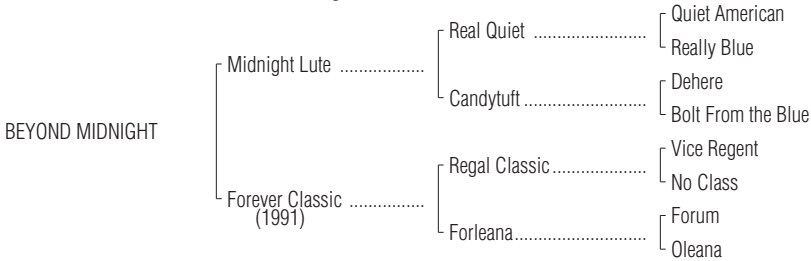 Quiet American
Real Quiet ........................
Really Blue
Midnight Lute ..................
Dehere
Candytuft ..........................
Bolt From the Blue
BEYOND MIDNIGHT
Vice Regent
Regal Classic ....................
No Class
Forever Classic ................
(1991)
Forum
Forleana ............................
Oleana